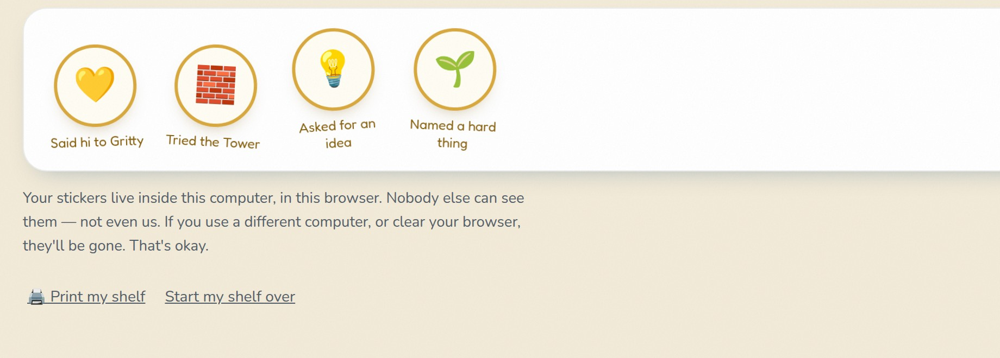 Said hi to Gritty
Tried the Tower
Asked for an
idea
Named a hard
thing
Your stickers live inside this computer, in this browser. Nobody else can see
them — not even us. If you use a different computer, or clear your browser,
they'll be gone. That's okay.
Print my shelf
Start my shelf over